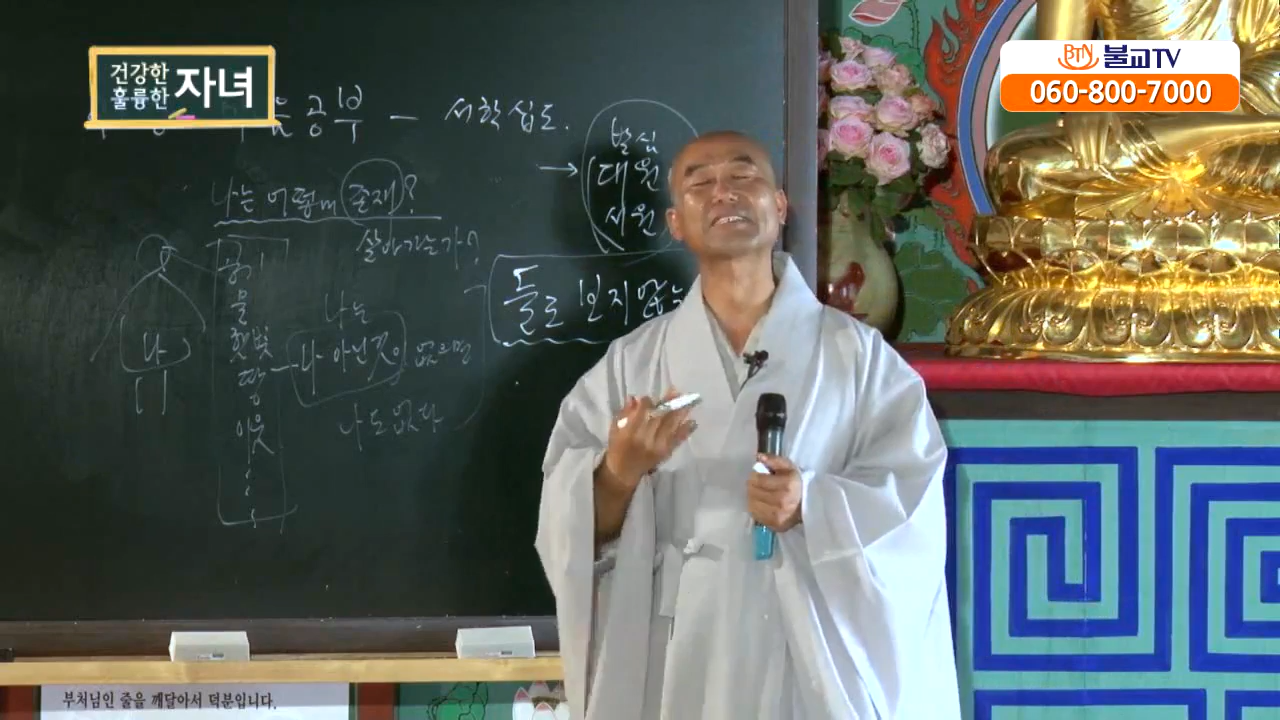 건강한
훌륭한 자녀
BTN 불교TV
060-800-7000
음공부 — 서학십도.
발심
대원
세원
나는 어떻게 존재?
살아가는가?
공기
물
햇빛
땅
이웃
나
나는
나 아닌것이 없으면
나도없다
둘로 보지않는
부처님인 줄을 깨달아서 덕분입니다.